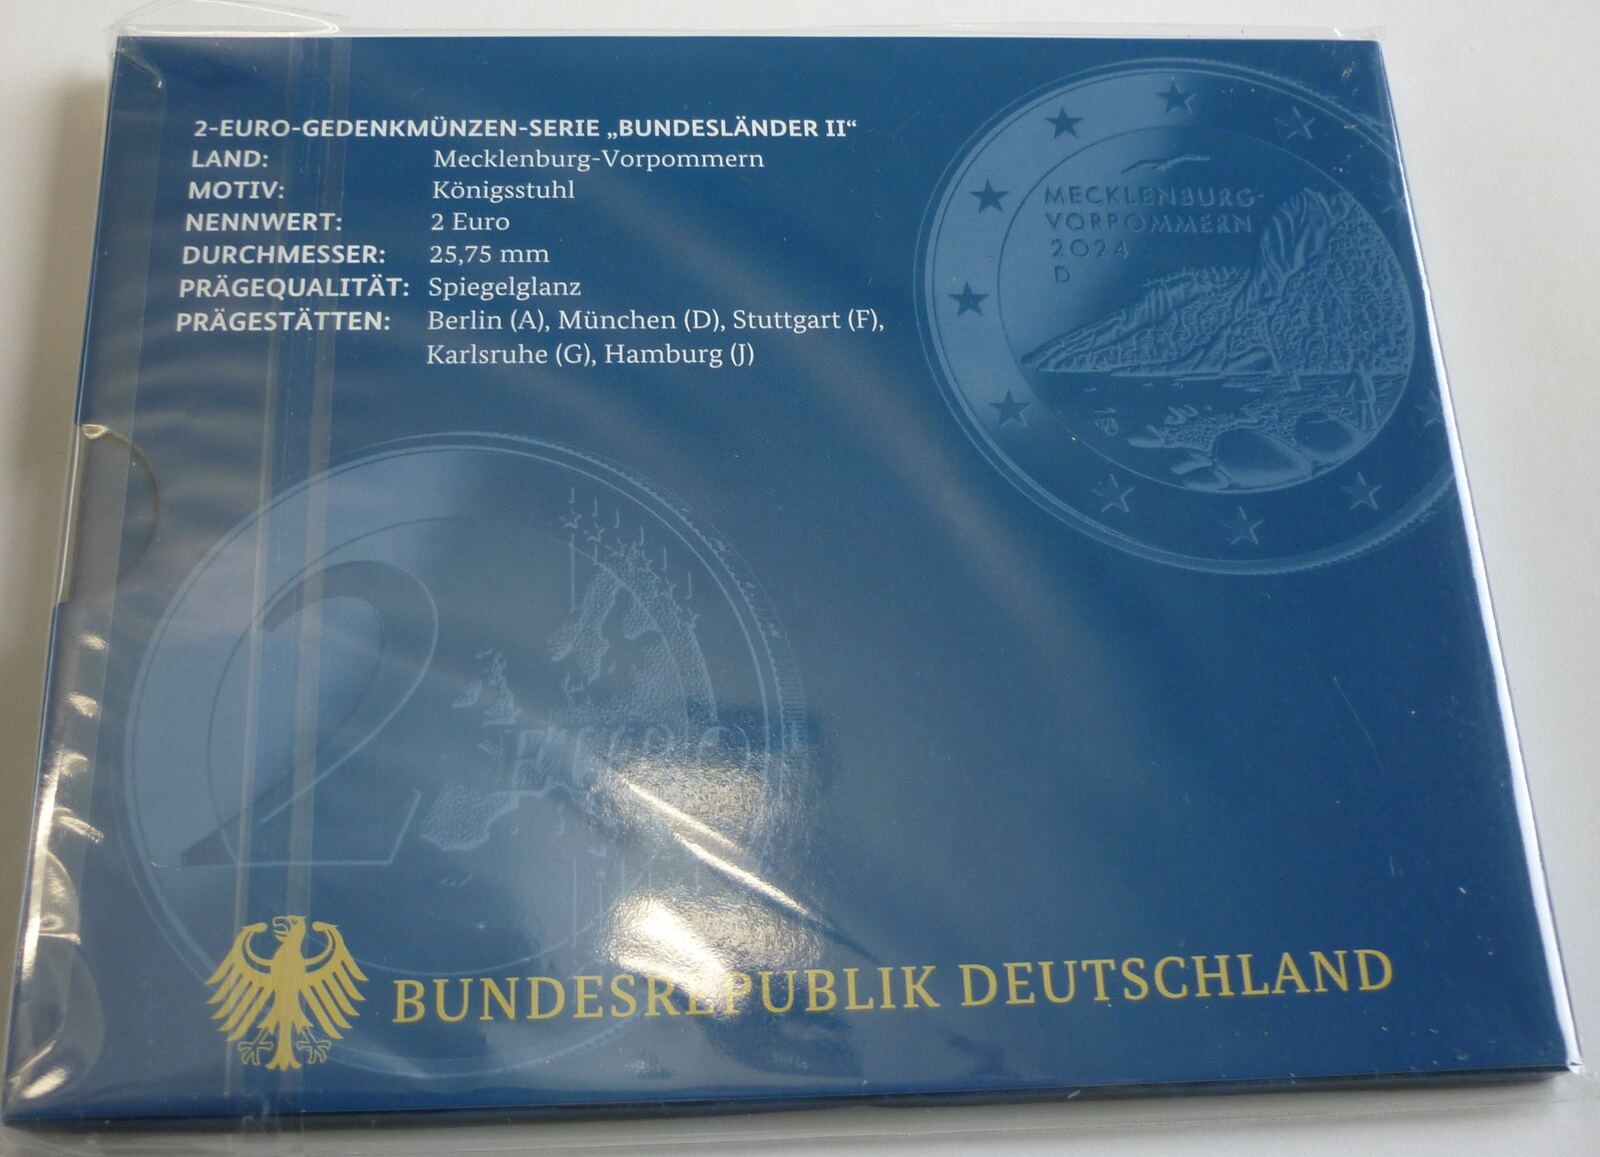 2-EURO-GEDENKMÜNZEN-SERIE „BUNDESLÄNDER II“
LAND: Mecklenburg-Vorpommern
MOTIV: Königsstuhl
NENNWERT: 2 Euro
DURCHMESSER: 25,75 mm
PRÄGEQUALITÄT: Spiegelglanz
PRÄGESTÄTTEN: Berlin (A), München (D), Stuttgart (F),
Karlsruhe (G), Hamburg (J)
MECKLENBURG-
VORPOMMERN
2024
D
2 EURO
BUNDESREPUBLIK DEUTSCHLAND